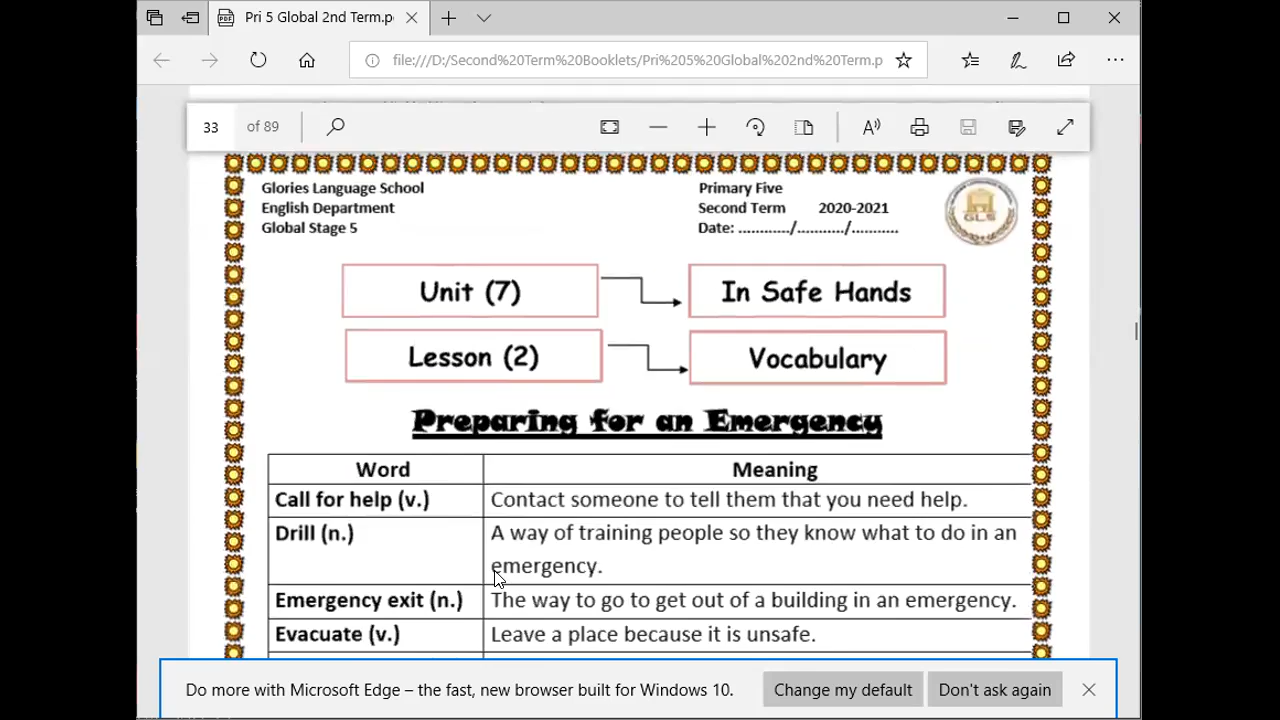 Pri 5 Global 2nd Term.p
file:///D:/Second%20Term%20Booklets/Pri%205%20Global%202nd%20Term.p
33 of 89
Glories Language School
English Department
Global Stage 5
Primary Five
Second Term 2020-2021
Date: ............/.........../...........
GLS
Unit (7)
In Safe Hands
Lesson (2)
Vocabulary
Preparing for an Emergency
Word Meaning
Call for help (v.) Contact someone to tell them that you need help.
Drill (n.) A way of training people so they know what to do in an
emergency.
Emergency exit (n.) The way to go to get out of a building in an emergency.
Evacuate (v.) Leave a place because it is unsafe.
Do more with Microsoft Edge – the fast, new browser built for Windows 10.
Change my default
Don't ask again